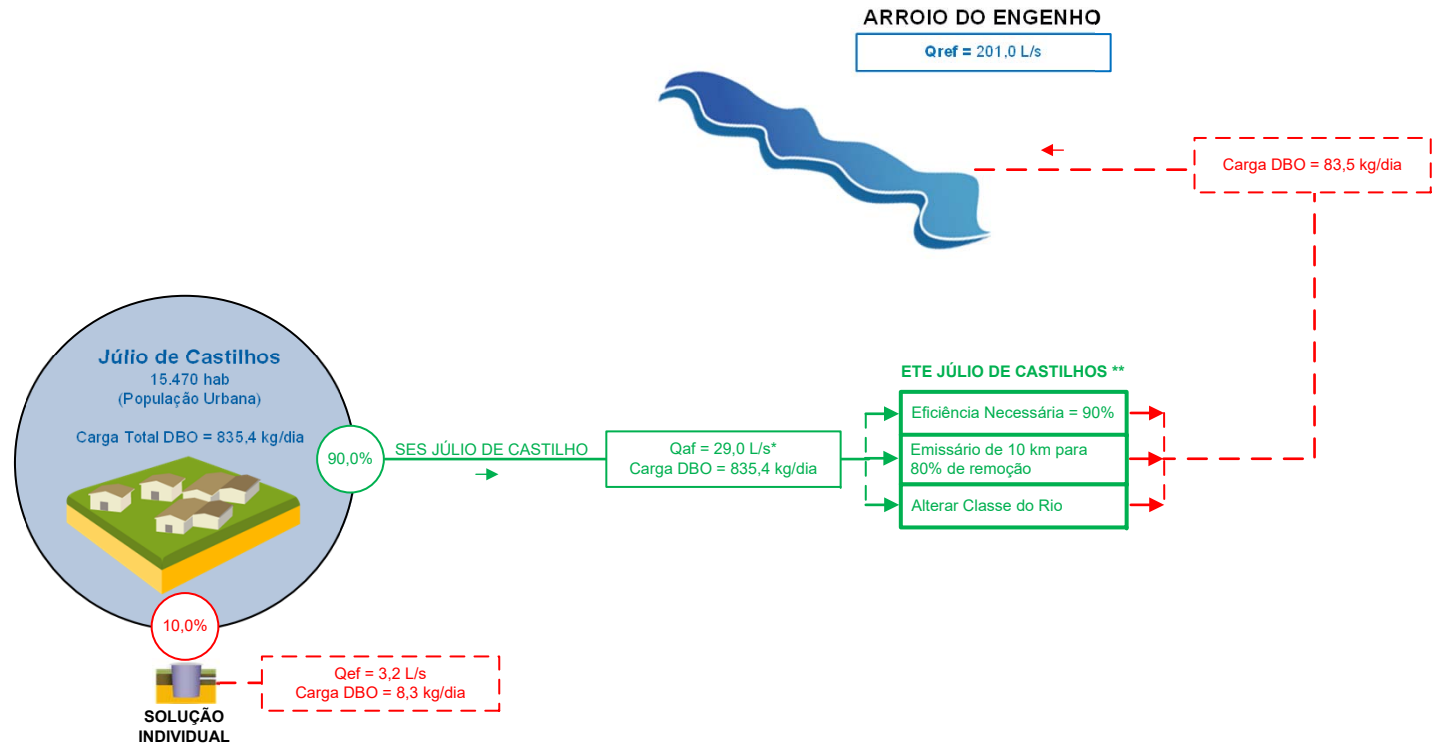 ARROIO DO ENGENHO
Qref = 201,0 L/s
Carga DBO = 83,5 kg/dia
Júlio de Castilhos
15.470 hab
(População Urbana)
Carga Total DBO = 835,4 kg/dia
90,0%
SES JÚLIO DE CASTILHO
Qaf = 29,0 L/s*
Carga DBO = 835,4 kg/dia
ETE JÚLIO DE CASTILHOS **
Eficiência Necessária = 90%
Emissário de 10 km para
80% de remoção
Alterar Classe do Rio
10,0%
Qef = 3,2 L/s
Carga DBO = 8,3 kg/dia
SOLUÇÃO
INDIVIDUAL